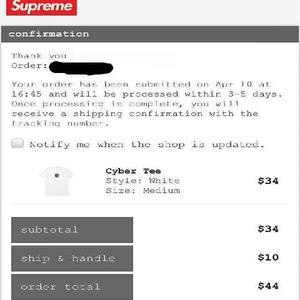 Supreme
confirmation
Thank you
Order:
Your order has been submitted on Apr 10 at
16:45 and will be processed within 3-5 days.
Once processing is complete, you will
receive a shipping confirmation with the
tracking number.
Notify me when the shop is updated.
Cyber Tee
Style: White $34
Size: Medium
subtotal $34
ship & handle $10
order total $44